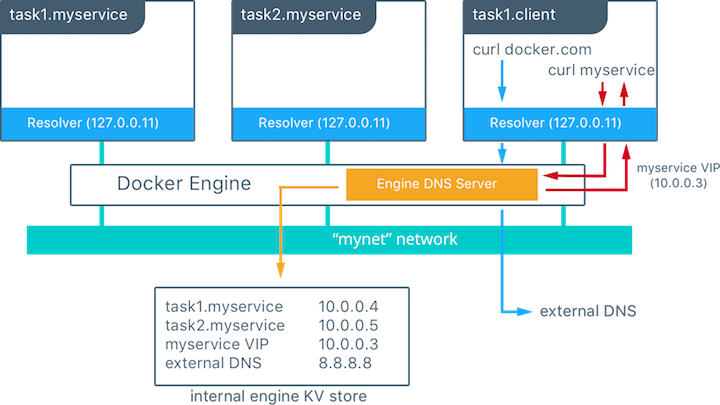 task1.myservice
task2.myservice
task1.client
curl docker.com
curl myservice
Resolver (127.0.0.11)
Resolver (127.0.0.11)
Resolver (127.0.0.11)
myservice VIP
(10.0.0.3)
Docker Engine
Engine DNS Server
“mynet” network
task1.myservice 10.0.0.4
task2.myservice 10.0.0.5
myservice VIP 10.0.0.3
external DNS 8.8.8.8
external DNS
internal engine KV store